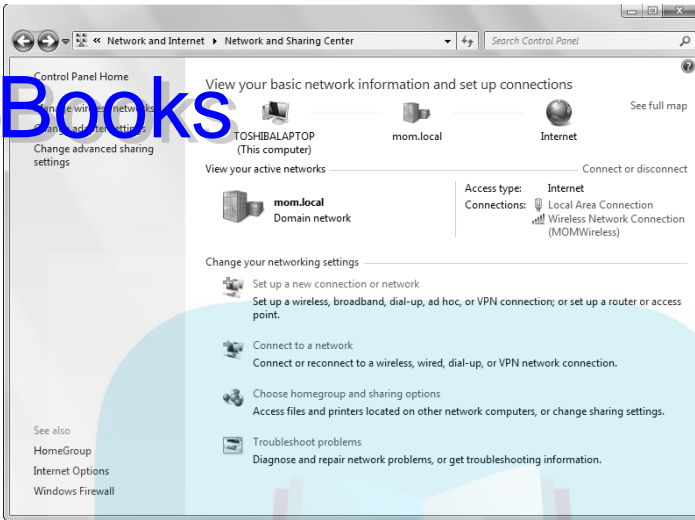 « Network and Internet ▸ Network and Sharing Center
Search Control Panel
Control Panel Home
Manage wireless networks
Change adapter settings
Change advanced sharing
settings
Books
View your basic network information and set up connections
See full map
TOSHIBALAPTOP
(This computer)
mom.local
Internet
View your active networks
Connect or disconnect
mom.local
Domain network
Access type: Internet
Connections: Local Area Connection
Wireless Network Connection
(MOMWireless)
Change your networking settings
Set up a new connection or network
Set up a wireless, broadband, dial-up, ad hoc, or VPN connection; or set up a router or access
point.
Connect to a network
Connect or reconnect to a wireless, wired, dial-up, or VPN network connection.
Choose homegroup and sharing options
Access files and printers located on other network computers, or change sharing settings.
Troubleshoot problems
Diagnose and repair network problems, or get troubleshooting information.
See also
HomeGroup
Internet Options
Windows Firewall